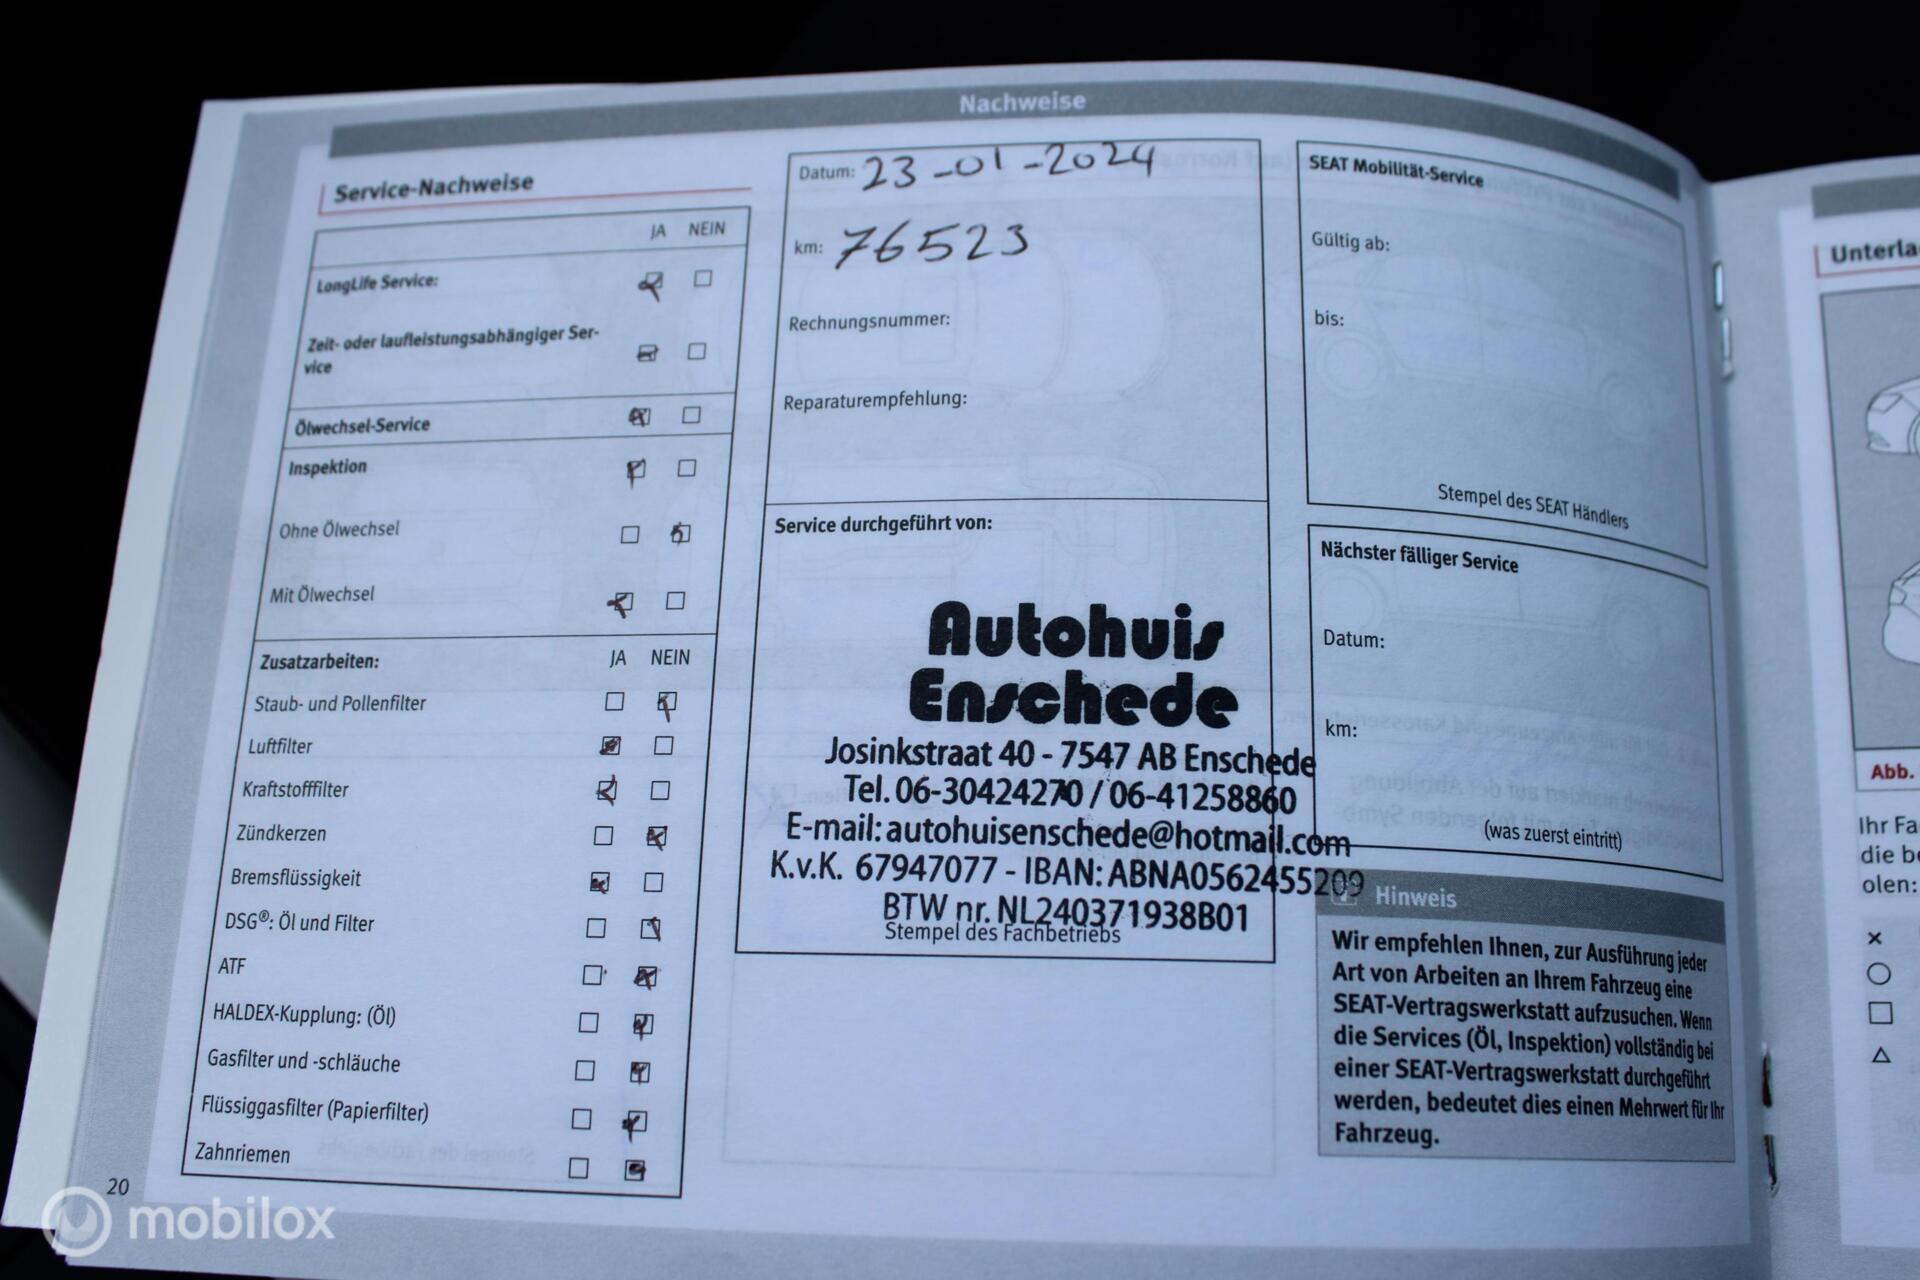 Nachweise
Service-Nachweise
JA NEIN
LongLife Service:
Zeit- oder laufleistungsabhängiger Ser-
vice
Ölwechsel-Service
Inspektion
Ohne Ölwechsel
Mit Ölwechsel
Zusatzarbeiten: JA NEIN
Staub- und Pollenfilter
Luftfilter
Kraftstofffilter
Zündkerzen
Bremsflüssigkeit
DSG®: Öl und Filter
ATF
HALDEX-Kupplung: (Öl)
Gasfilter und -schläuche
Flüssiggasfilter (Papierfilter)
Zahnriemen
20
Datum: 23-01-2024
km: 76523
Rechnungsnummer:
Reparaturempfehlung:
Service durchgeführt von:
Autohuis
Enschede
Josinkstraat 40 - 7547 AB Enschede
Tel. 06-30424270 / 06-41258860
E-mail: autohuisenschede@hotmail.com
K.v.K. 67947077 - IBAN: ABNA0562455209
BTW nr. NL240371938B01
Stempel des Fachbetriebs
SEAT Mobilität-Service
Gültig ab:
bis:
Stempel des SEAT Händlers
Nächster fälliger Service
Datum:
km:
(was zuerst eintritt)
Hinweis
Wir empfehlen Ihnen, zur Ausführung jeder
Art von Arbeiten an Ihrem Fahrzeug eine
SEAT-Vertragswerkstatt aufzusuchen. Wenn
die Services (Öl, Inspektion) vollständig bei
einer SEAT-Vertragswerkstatt durchgeführt
werden, bedeutet dies einen Mehrwert für Ihr
Fahrzeug.
Unterla
Abb.
Ihr Fa
die be
olen:
mobilox